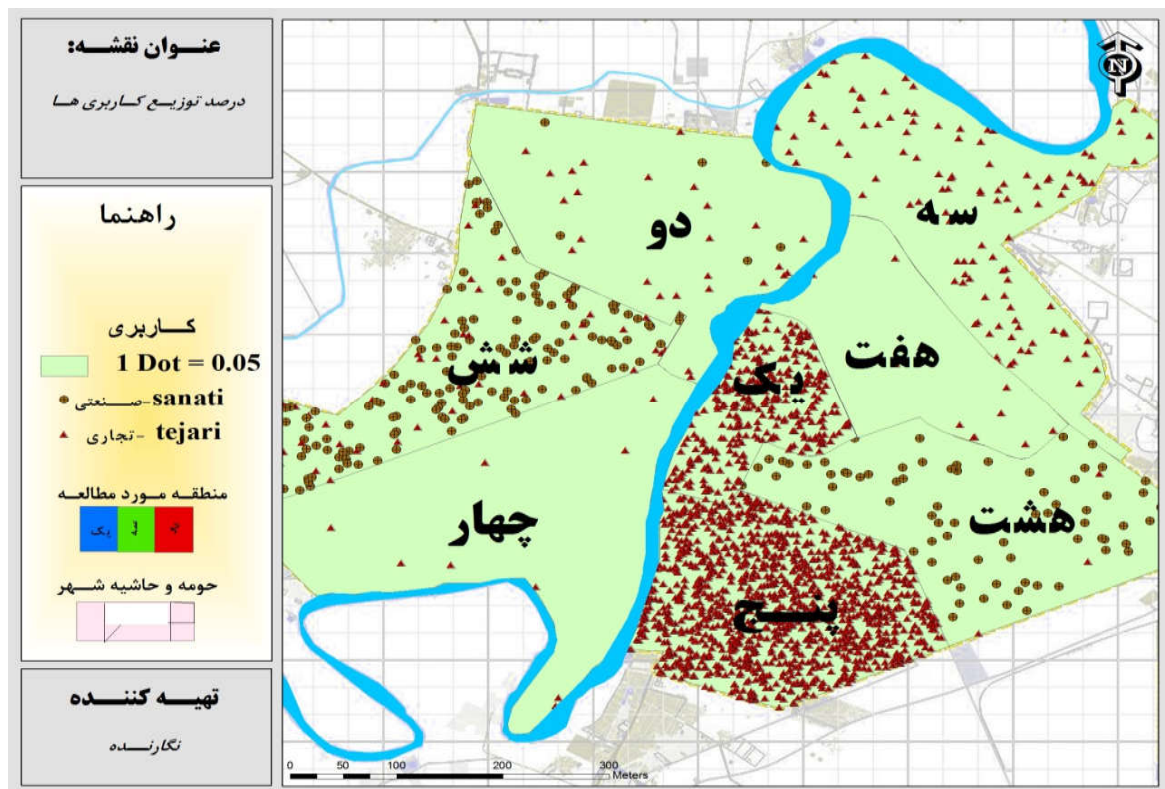 عنوان نقشه:
درصد توزیع کاربری ها
راهنما
کاربری
1 Dot = 0.05
صنعتی-sanati
تجاری- tejari
منطقه مورد مطالعه
یک
سه
حومه و حاشیه شهر
تهیه کننده
نگارنده
N
دو
سه
شش
یک
هفت
چهار
هشت
پنج
0 50 100 200 300
Meters